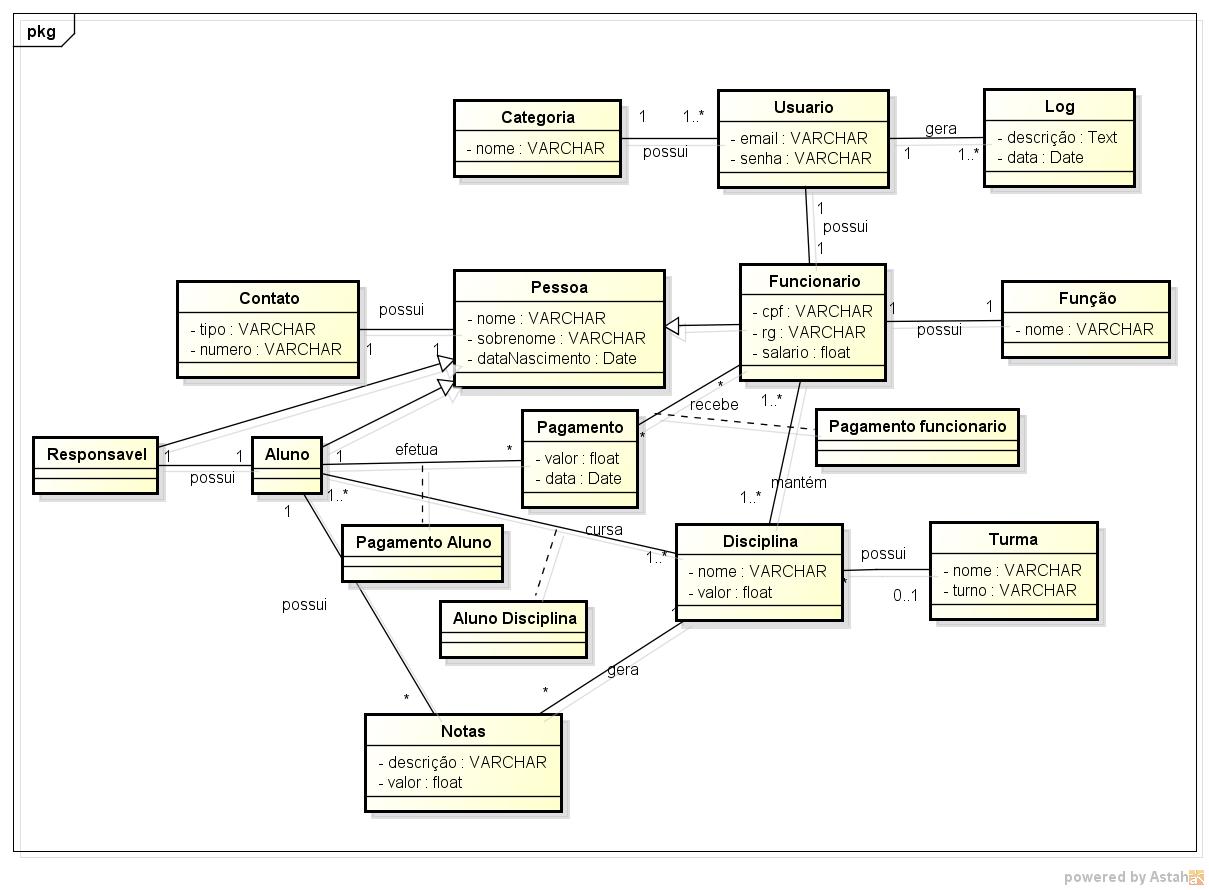 pkg
Categoria
- nome : VARCHAR
1
1..*
possui
Usuario
- email : VARCHAR
- senha : VARCHAR
gera
1
1..*
Log
- descrição : Text
- data : Date
1
possui
1
Contato
- tipo : VARCHAR
- numero : VARCHAR
possui
1
1
Pessoa
- nome : VARCHAR
- sobrenome : VARCHAR
- dataNascimento : Date
Funcionario
- cpf : VARCHAR
- rg : VARCHAR
- salario : float
1
possui
1
Função
- nome : VARCHAR
Responsavel
1
possui
1
Aluno
1
efetua
*
Pagamento
- valor : float
- data : Date
*
recebe
*
Pagamento funcionario
1..*
mantém
1..*
1..*
cursa
1..*
Pagamento Aluno
Aluno Disciplina
Disciplina
- nome : VARCHAR
- valor : float
possui
*
0..1
Turma
- nome : VARCHAR
- turno : VARCHAR
1
possui
*
gera
*
Notas
- descrição : VARCHAR
- valor : float
powered by Astah